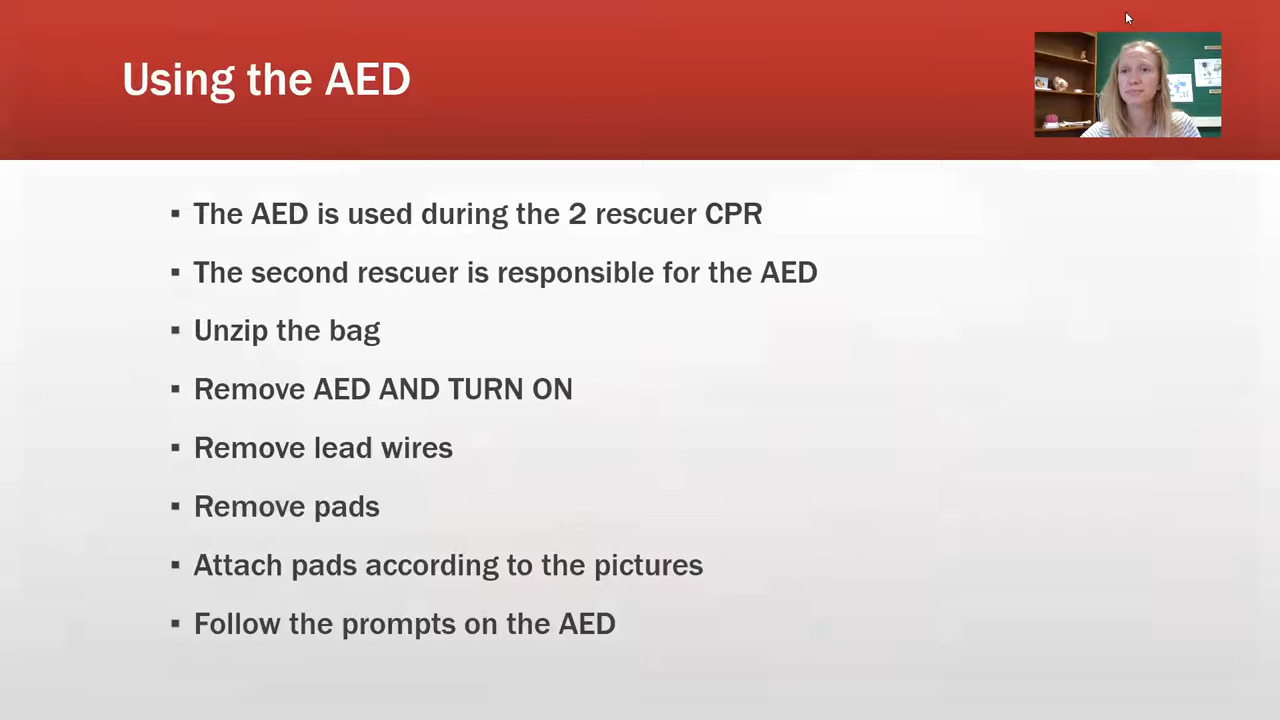 Using the AED
▪ The AED is used during the 2 rescuer CPR
▪ The second rescuer is responsible for the AED
▪ Unzip the bag
▪ Remove AED AND TURN ON
▪ Remove lead wires
▪ Remove pads
▪ Attach pads according to the pictures
▪ Follow the prompts on the AED